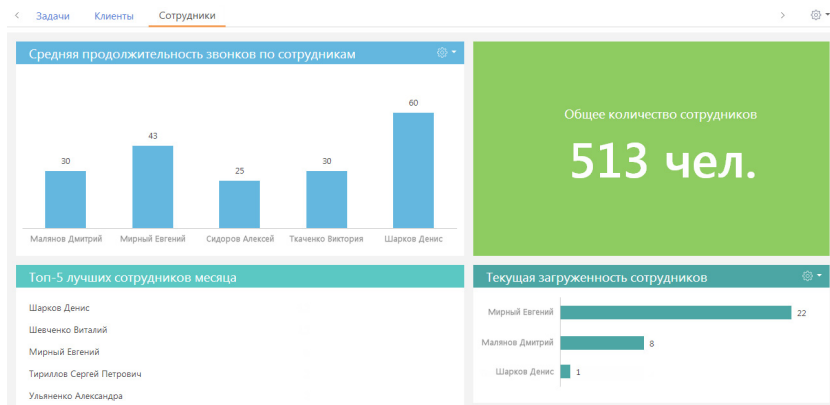 Задачи Клиенты Сотрудники
Средняя продолжительность звонков по сотрудникам
60
43
30
30
25
Малянов Дмитрий Мирный Евгений Сидоров Алексей Ткаченко Виктория Шарков Денис
Общее количество сотрудников
513 чел.
Топ-5 лучших сотрудников месяца
Шарков Денис
Шевченко Виталий
Мирный Евгений
Тириллов Сергей Петрович
Ульяненко Александра
Текущая загруженность сотрудников
Мирный Евгений 22
Малянов Дмитрий 8
Шарков Денис 1